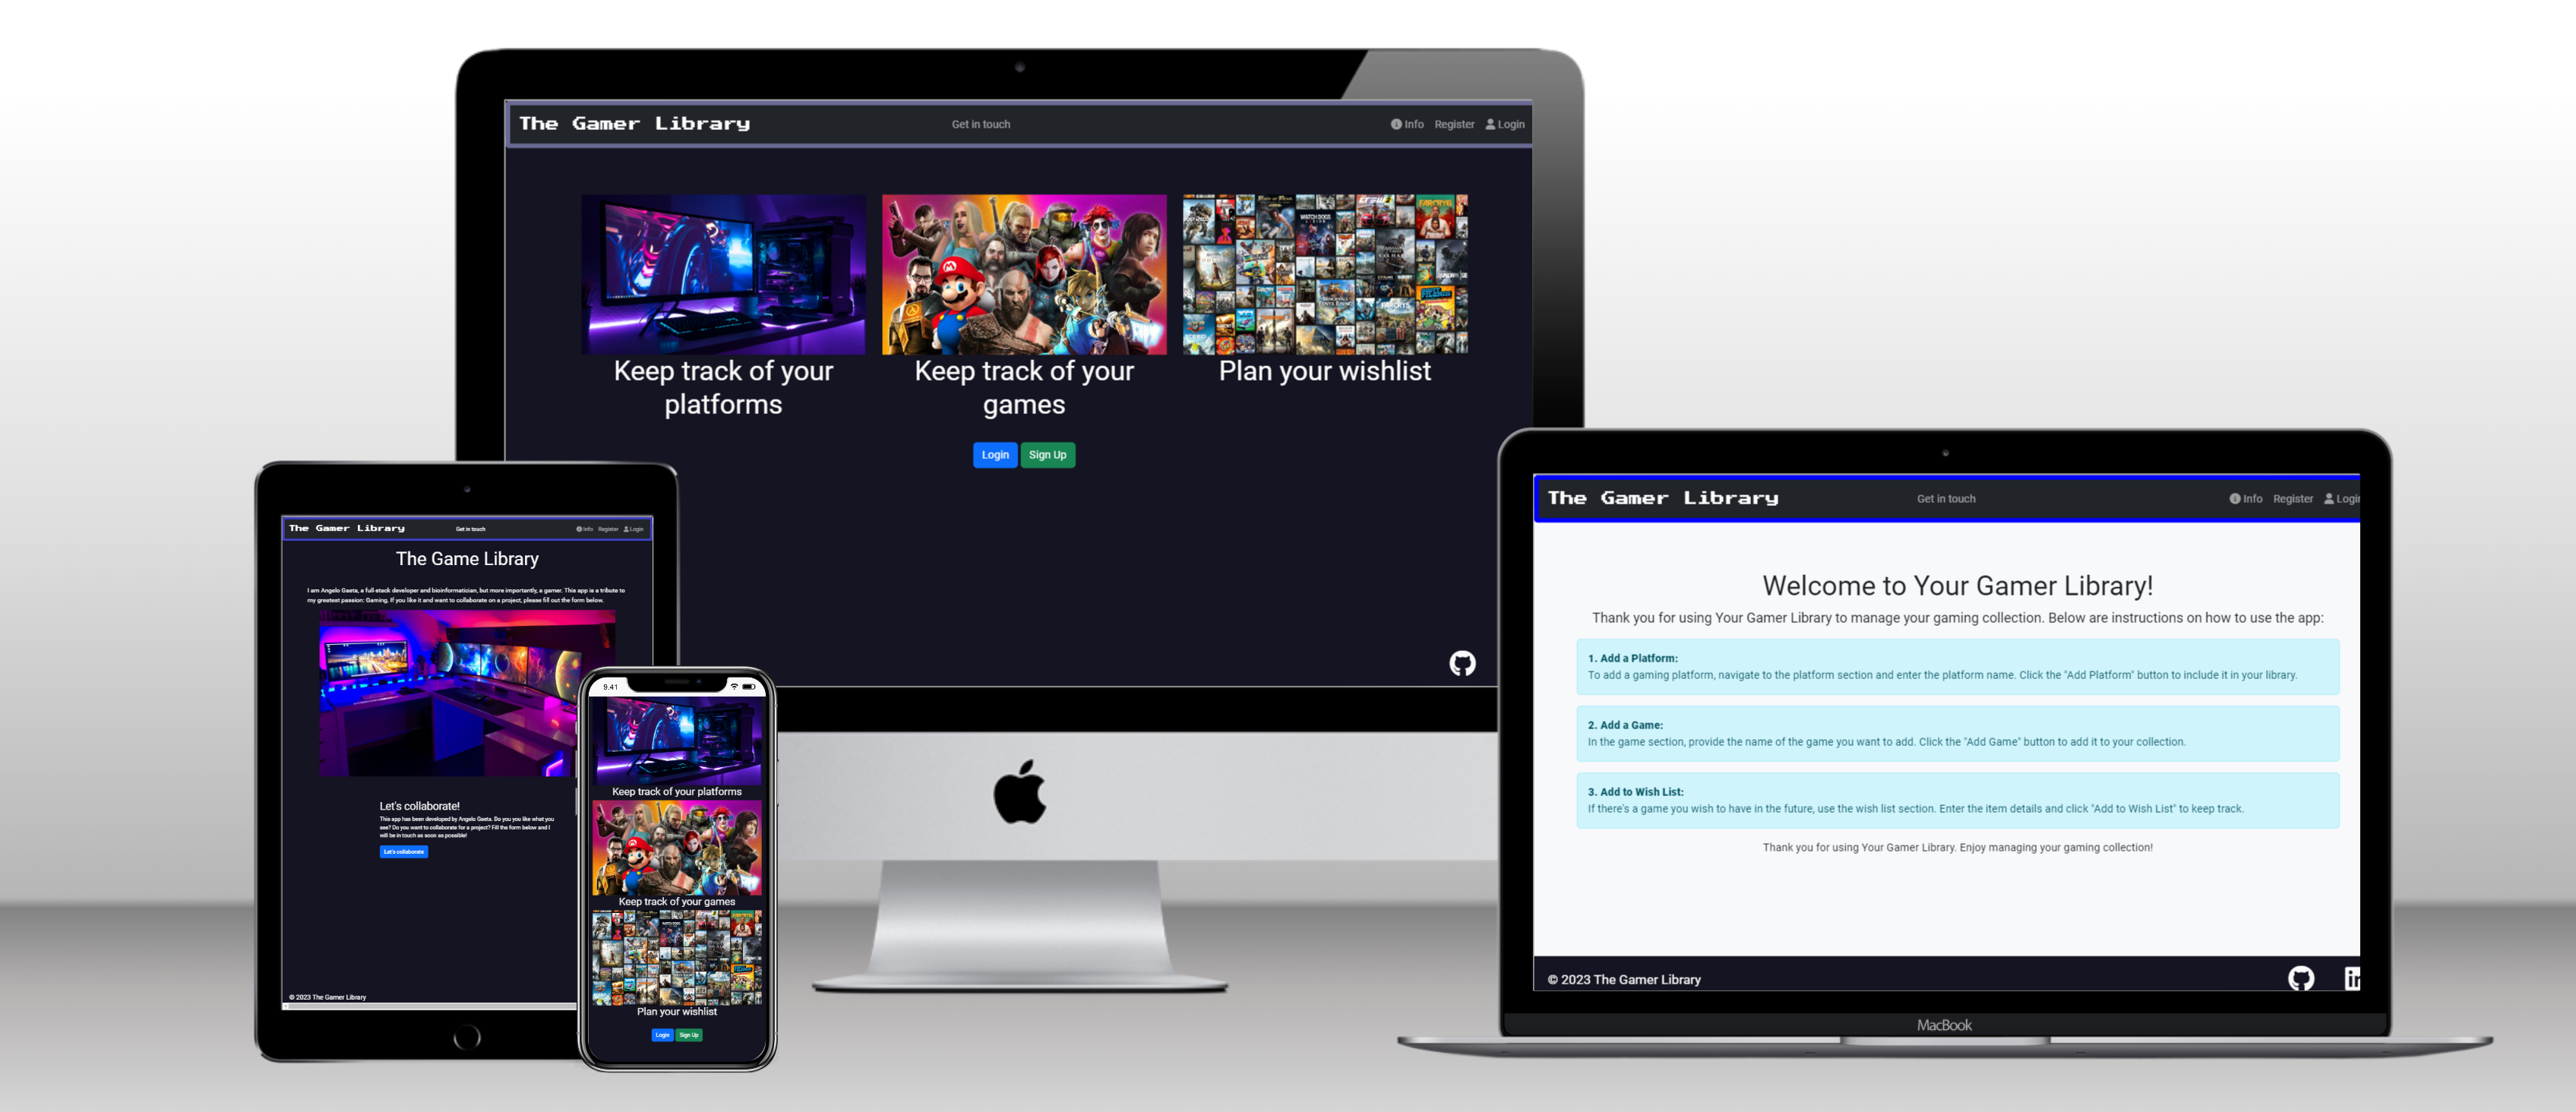 The Gamer Library
Get in touch
Info Register Login
WATCH DOGS
FARCRY6
Keep track of your
platforms
Keep track of your
games
Plan your wishlist
Login Sign Up
The Gamer Library
Get in touch
Info Register Login
The Game Library
I am Angelo Gaeta, a full-stack developer and bioinformatician, but more importantly, a gamer. This app is a tribute to
my greatest passion: Gaming. If you like it and want to collaborate on a project, please fill out the form below.
Let's collaborate!
This app has been developed by Angelo Gaeta. Do you you like what you
see? Do you want to collaborate for a project? Fill the form below and I
will be in touch as soon as possible!
Let's collaborate
© 2023 The Gamer Library
9.41
Keep track of your platforms
Keep track of your games
Plan your wishlist
Login Sign Up
The Gamer Library
Get in touch
Info Register Login
Welcome to Your Gamer Library!
Thank you for using Your Gamer Library to manage your gaming collection. Below are instructions on how to use the app:
1. Add a Platform:
To add a gaming platform, navigate to the platform section and enter the platform name. Click the "Add Platform" button to include it in your library.
2. Add a Game:
In the game section, provide the name of the game you want to add. Click the "Add Game" button to add it to your collection.
3. Add to Wish List:
If there's a game you wish to have in the future, use the wish list section. Enter the item details and click "Add to Wish List" to keep track.
Thank you for using Your Gamer Library. Enjoy managing your gaming collection!
© 2023 The Gamer Library
in
MacBook